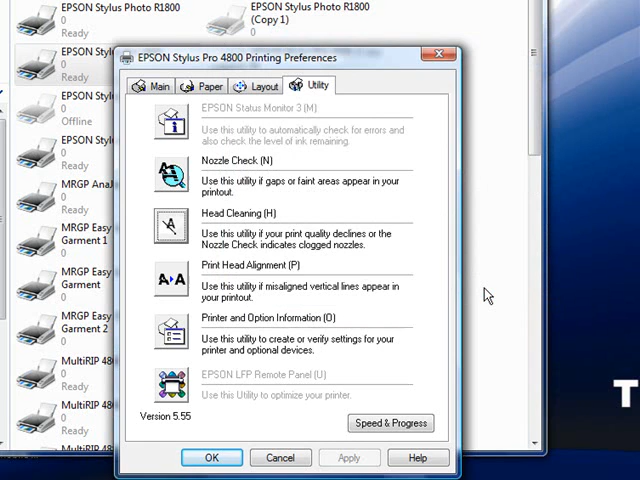 EPSON Stylus Photo R1800
0
Ready
EPSON Stylus Photo R1800
(Copy 1)
0
EPSON Styl
0
Ready
EPSON Stylu
0
Offline
EPSON Stylu
0
Ready
MRGP AnaJ
0
Ready
MRGP Easy
Garment 1
0
MRGP Easy
Garment
0
MRGP Easy
Garment 2
0
MultiRIP 48
0
Ready
MultiRIP 48
0
Ready
MultiRIP 48
EPSON Stylus Pro 4800 Printing Preferences
Main
Paper
Layout
Utility
EPSON Status Monitor 3 (M)
Use this utility to automatically check for errors and
also check the level of ink remaining.
Nozzle Check (N)
Use this utility if gaps or faint areas appear in your
printout.
Head Cleaning (H)
Use this utility if your print quality declines or the
Nozzle Check indicates clogged nozzles.
Print Head Alignment (P)
Use this utility if misaligned vertical lines appear in
your printout.
Printer and Option Information (O)
Use this utility to create or verify settings for your
printer and optional devices.
EPSON LFP Remote Panel (U)
Use this Utility to optimize your printer.
Version 5.55
Speed & Progress
OK
Cancel
Apply
Help
T